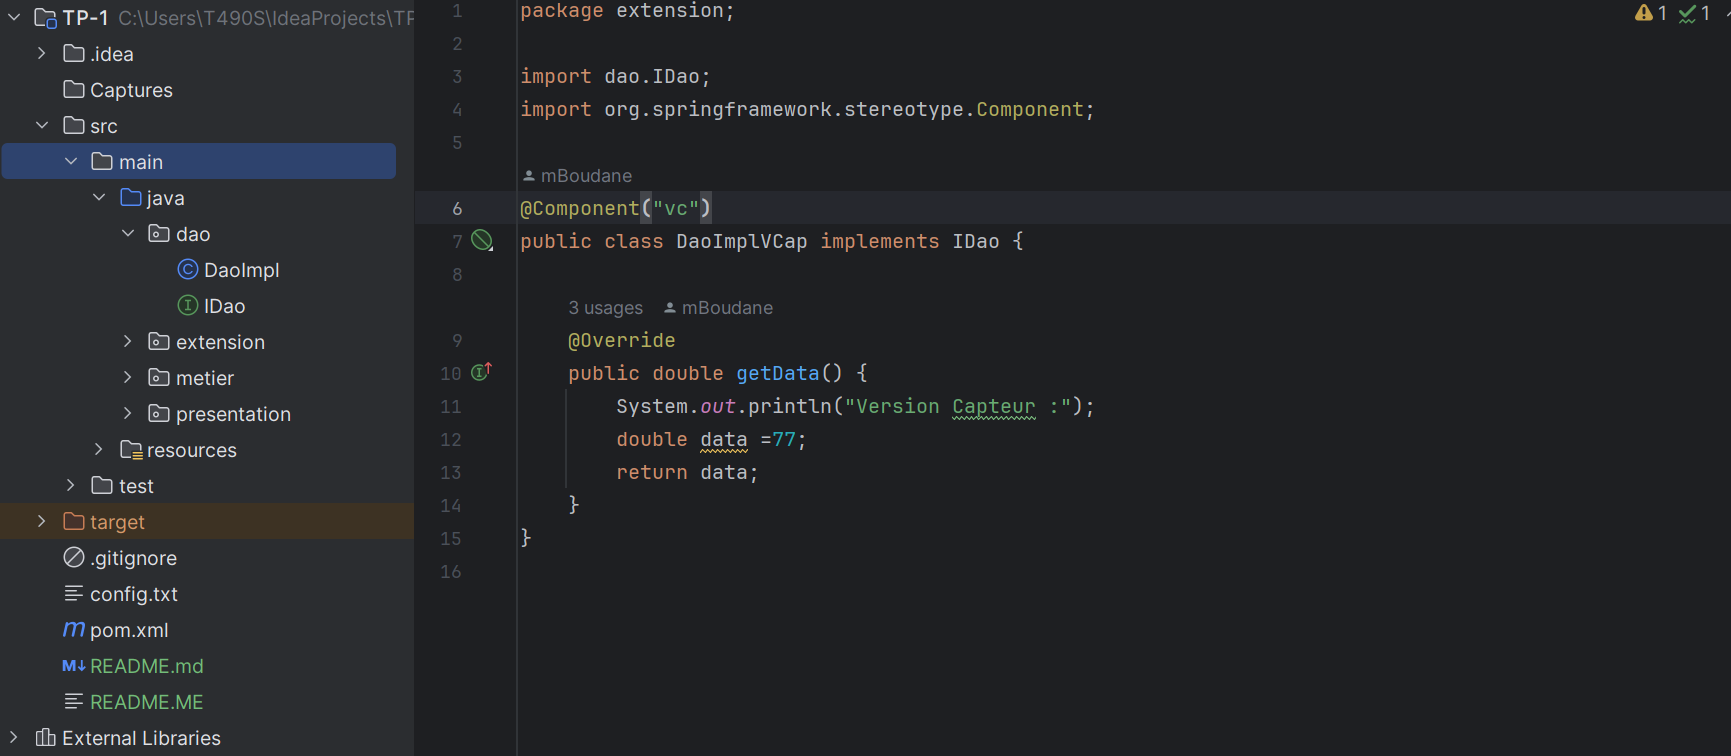 TP-1 C:\Users\T490S\IdeaProjects\TP
.idea
Captures
src
main
java
dao
DaoImpl
IDao
extension
metier
presentation
resources
test
target
.gitignore
config.txt
pom.xml
README.md
README.ME
External Libraries
1 package extension;
2
3 import dao.IDao;
4 import org.springframework.stereotype.Component;
5
mBoudane
6 @Component("vc")
7 public class DaoImplVCap implements IDao {
8
3 usages mBoudane
9 @Override
10 public double getData() {
11 System.out.println("Version Capteur :");
12 double data =77;
13 return data;
14 }
15 }
16
1 1